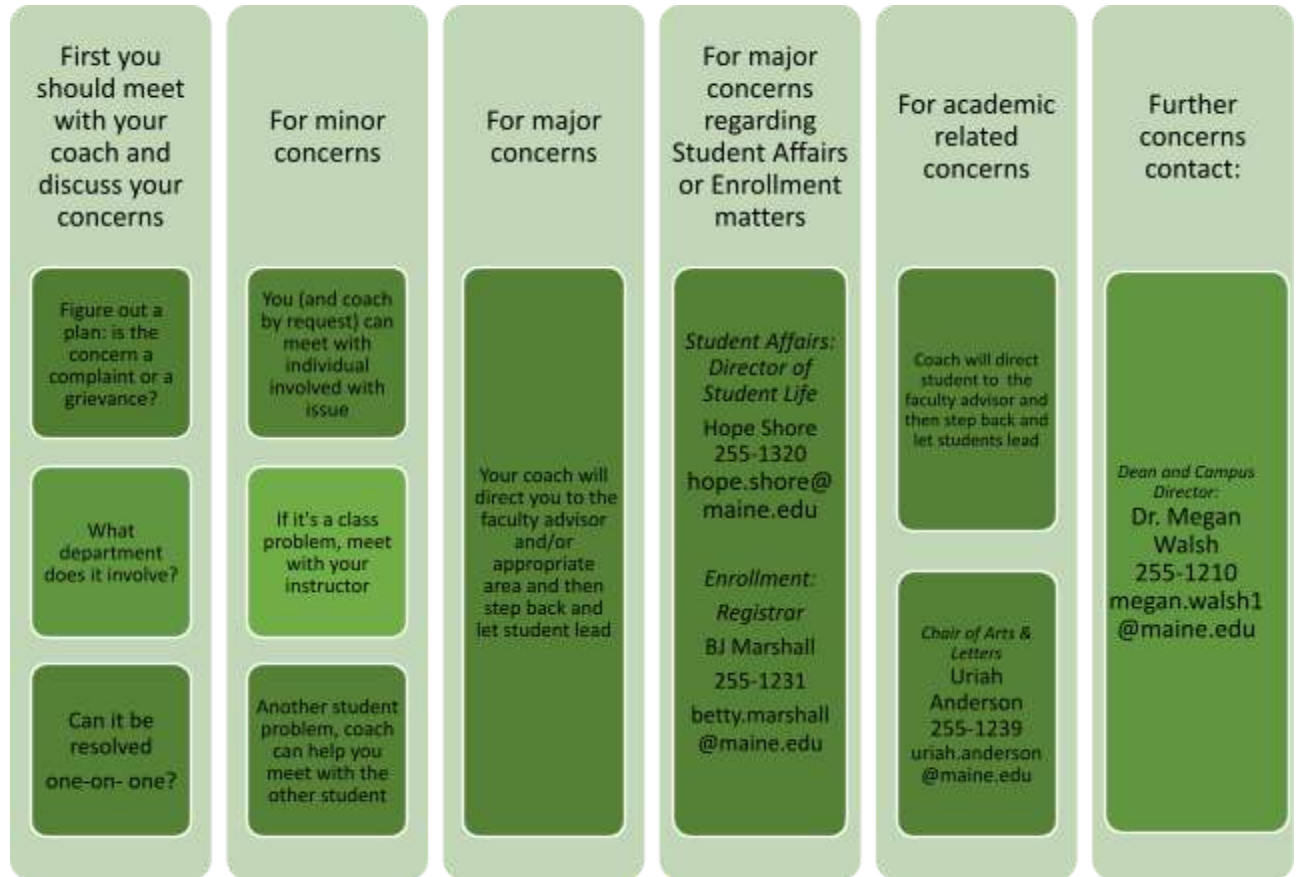 First you
should meet
with your
coach and
discuss your
concerns
Figure out a
plan: is the
concern a
complaint or a
grievance?
What
department
does it involve?
Can it be
resolved
one-on- one?
For minor
concerns
You (and coach
by request) can
meet with
individual
involved with
issue
If it's a class
problem, meet
with your
instructor
Another student
problem, coach
can help you
meet with the
other student
For major
concerns
Your coach will
direct you to the
faculty advisor
and/or
appropriate
area and then
step back and
let student lead
For major
concerns
regarding
Student Affairs
or Enrollment
matters
Student Affairs:
Director of
Student Life
Hope Shore
255-1320
hope.shore@
maine.edu
Enrollment:
Registrar
BJ Marshall
255-1231
betty.marshall
@maine.edu
For academic
related
concerns
Coach will direct
student to the
faculty advisor and
then step back and
let students lead
Chair of Arts &
Letters
Uriah
Anderson
255-1239
uriah.anderson
@maine.edu
Further
concerns
contact:
Dean and Campus
Director:
Dr. Megan
Walsh
255-1210
megan.walsh1
@maine.edu